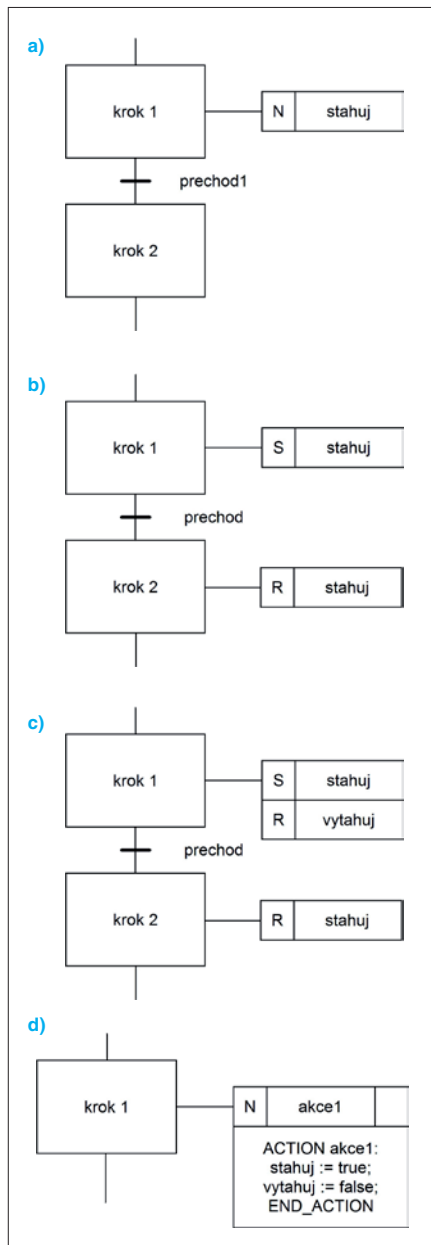 a)
krok 1
N stahuj
prechod1
krok 2
b)
krok 1
S stahuj
prechod
krok 2
R stahuj
c)
krok 1
S stahuj
R vytahuj
prechod
krok 2
R stahuj
d)
krok 1
N akce1
ACTION akce1:
stahuj := true;
vytahuj := false;
END_ACTION